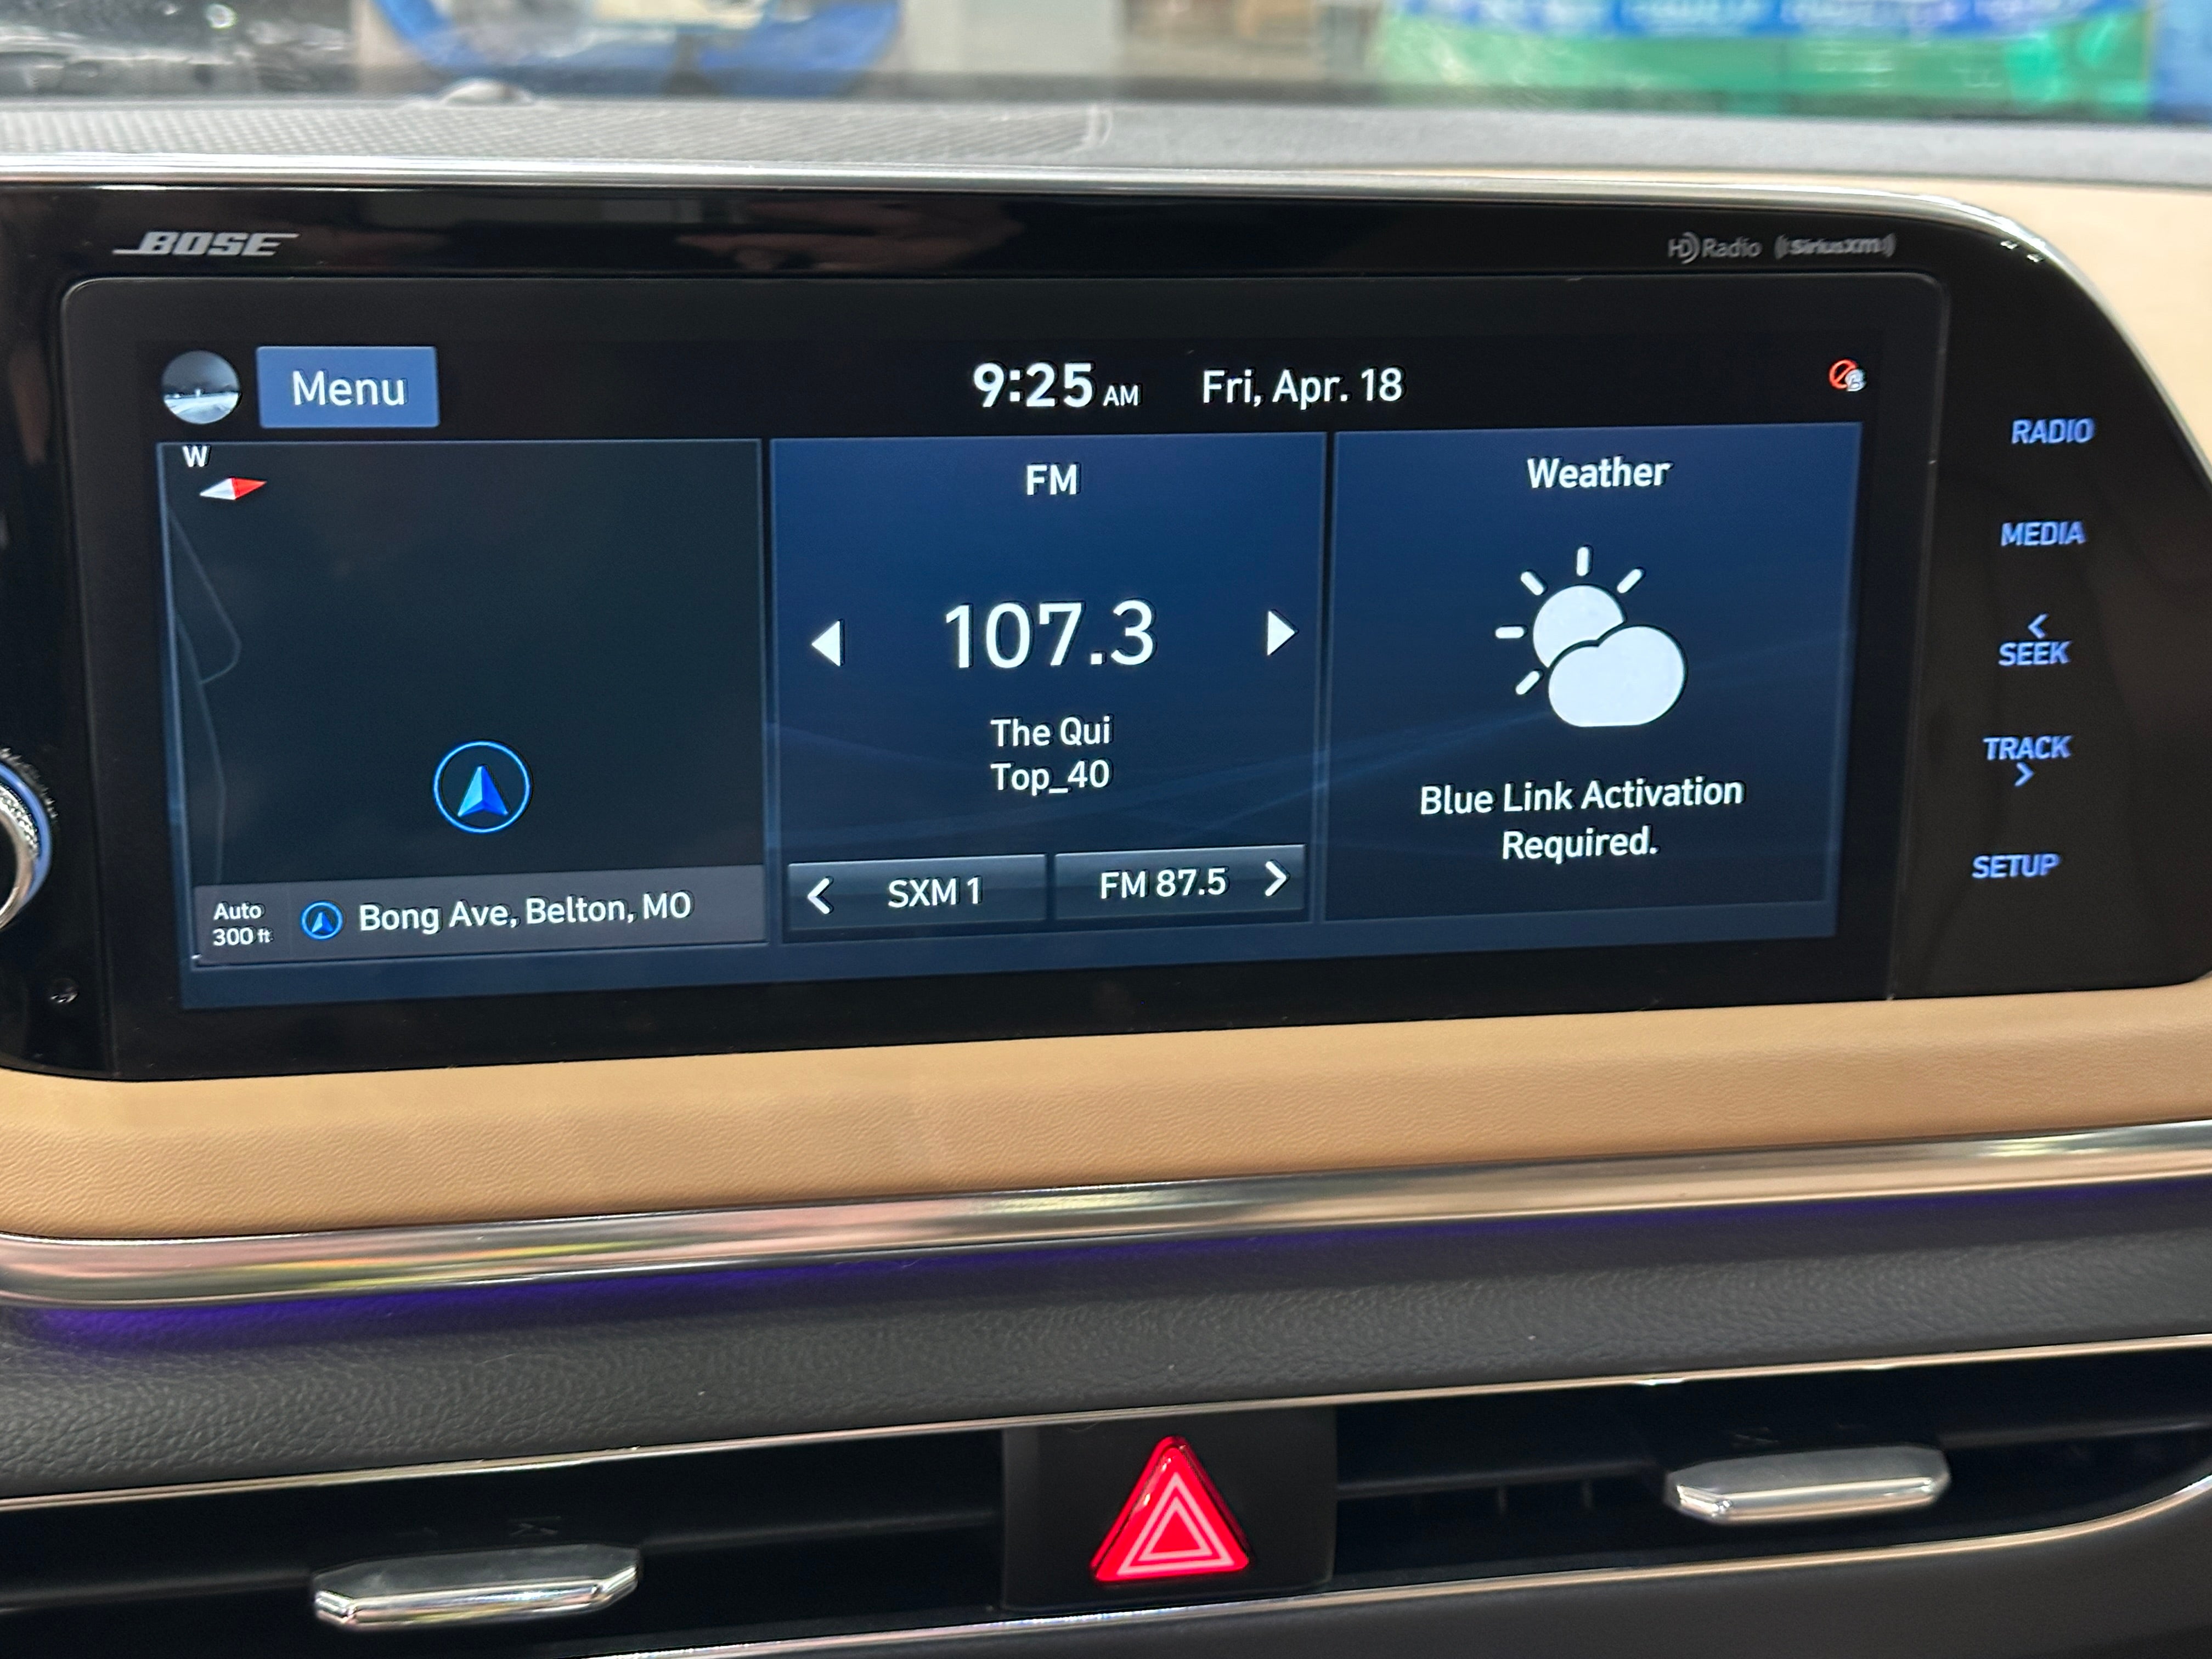 BOSE
HD Radio ((SiriusXM))
Menu
9:25 AM Fri, Apr. 18
W
FM
Weather
107.3
The Qui
Top_40
Blue Link Activation
Required.
SXM 1
FM 87.5
Auto
300 ft
Bong Ave, Belton, MO
RADIO
MEDIA
SEEK
TRACK
SETUP